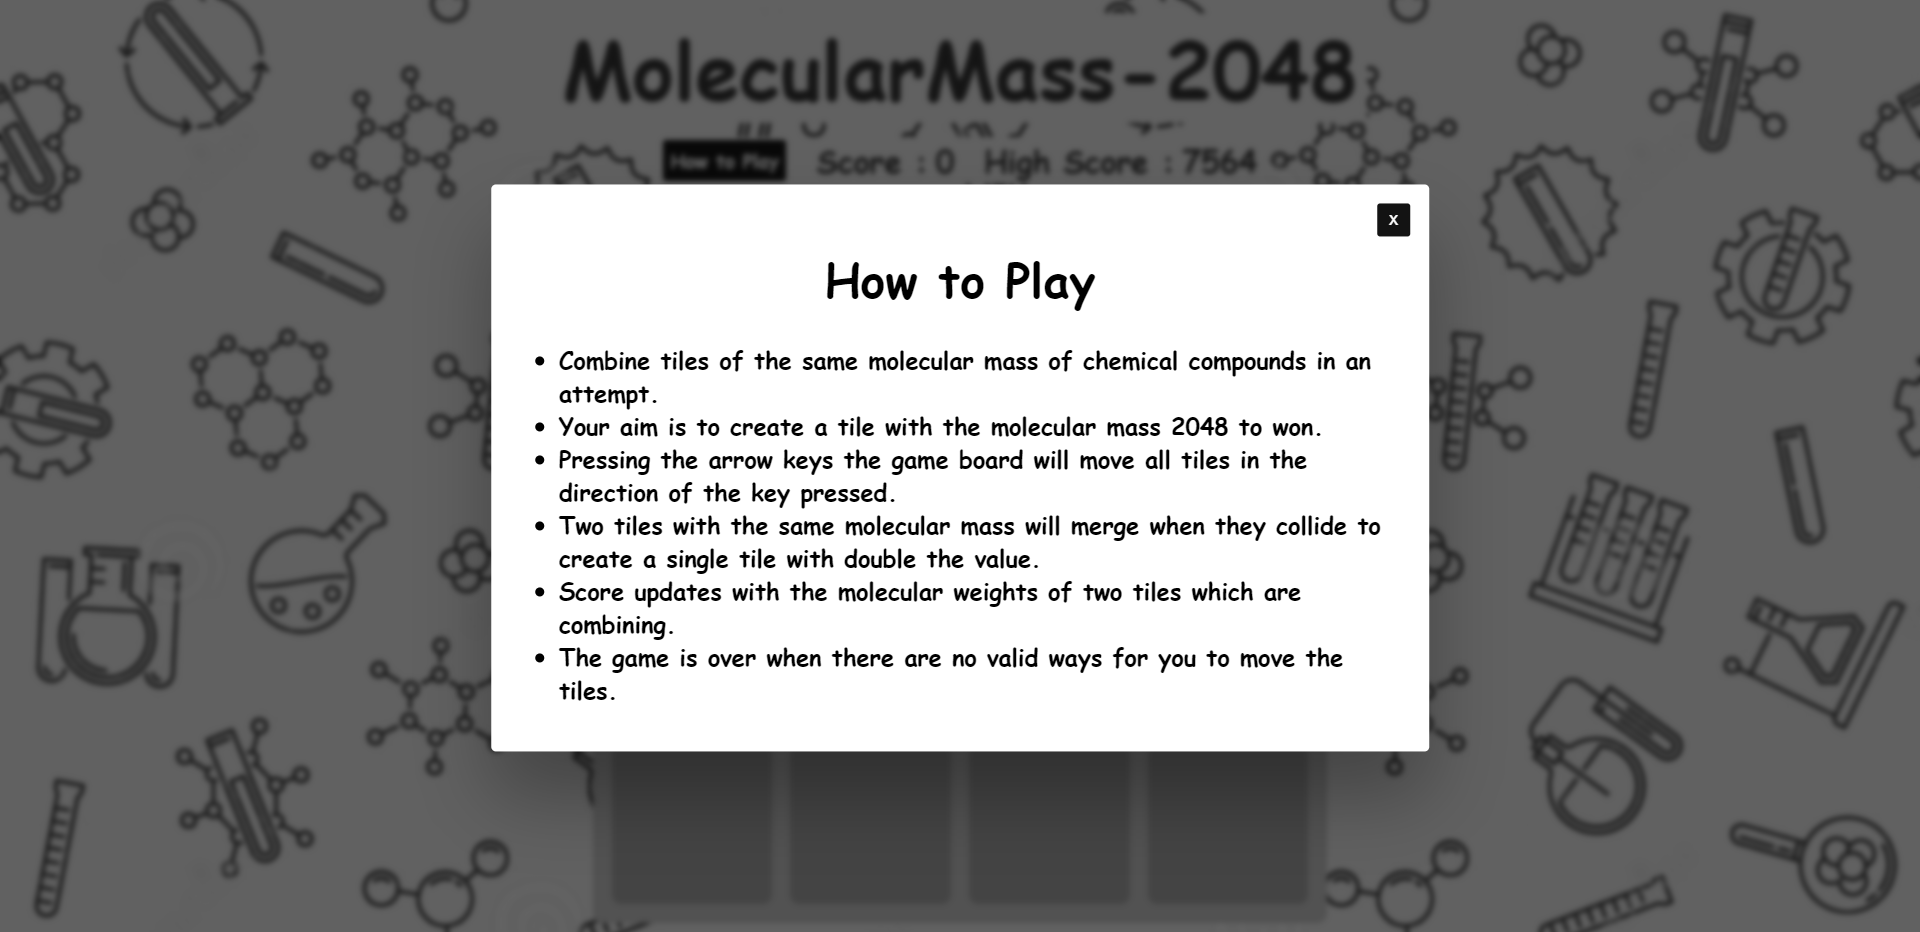 MolecularMass-2048
How to Play Score : 0 High Score : 7564
X
How to Play
• Combine tiles of the same molecular mass of chemical compounds in an
attempt.
• Your aim is to create a tile with the molecular mass 2048 to won.
• Pressing the arrow keys the game board will move all tiles in the
direction of the key pressed.
• Two tiles with the same molecular mass will merge when they collide to
create a single tile with double the value.
• Score updates with the molecular weights of two tiles which are
combining.
• The game is over when there are no valid ways for you to move the
tiles.